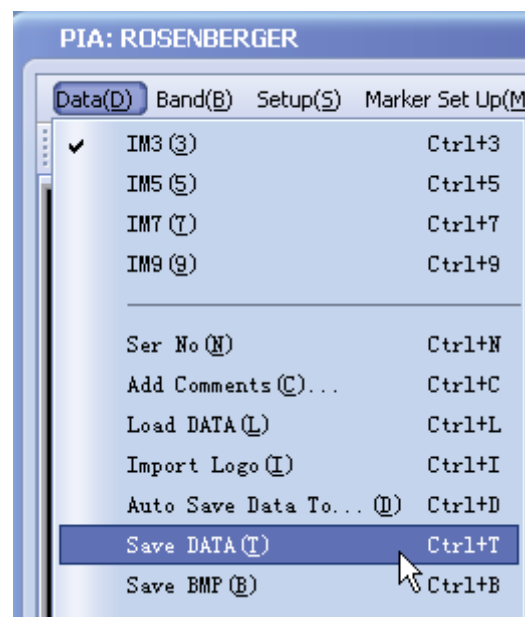 PIA: ROSENBERGER
Data(D) Band(B) Setup(S) Marker Set Up(M
IM3(3) Ctrl+3
IM5(5) Ctrl+5
IM7(7) Ctrl+7
IM9(9) Ctrl+9
Ser No(N) Ctrl+N
Add Comments(C)... Ctrl+C
Load DATA(L) Ctrl+L
Import Logo(I) Ctrl+I
Auto Save Data To...(D) Ctrl+D
Save DATA(T) Ctrl+T
Save BMP(B) Ctrl+B